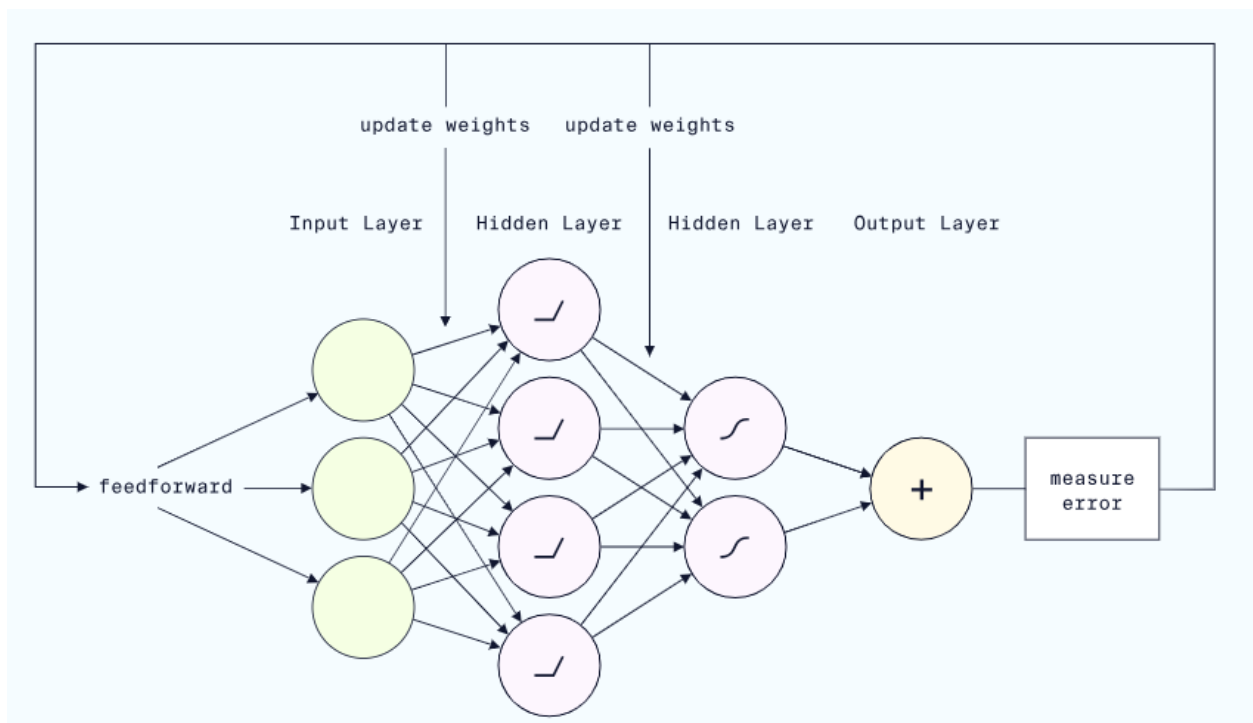 update weights
update weights
Input Layer
Hidden Layer
Hidden Layer
Output Layer
feedforward
+
measure
error